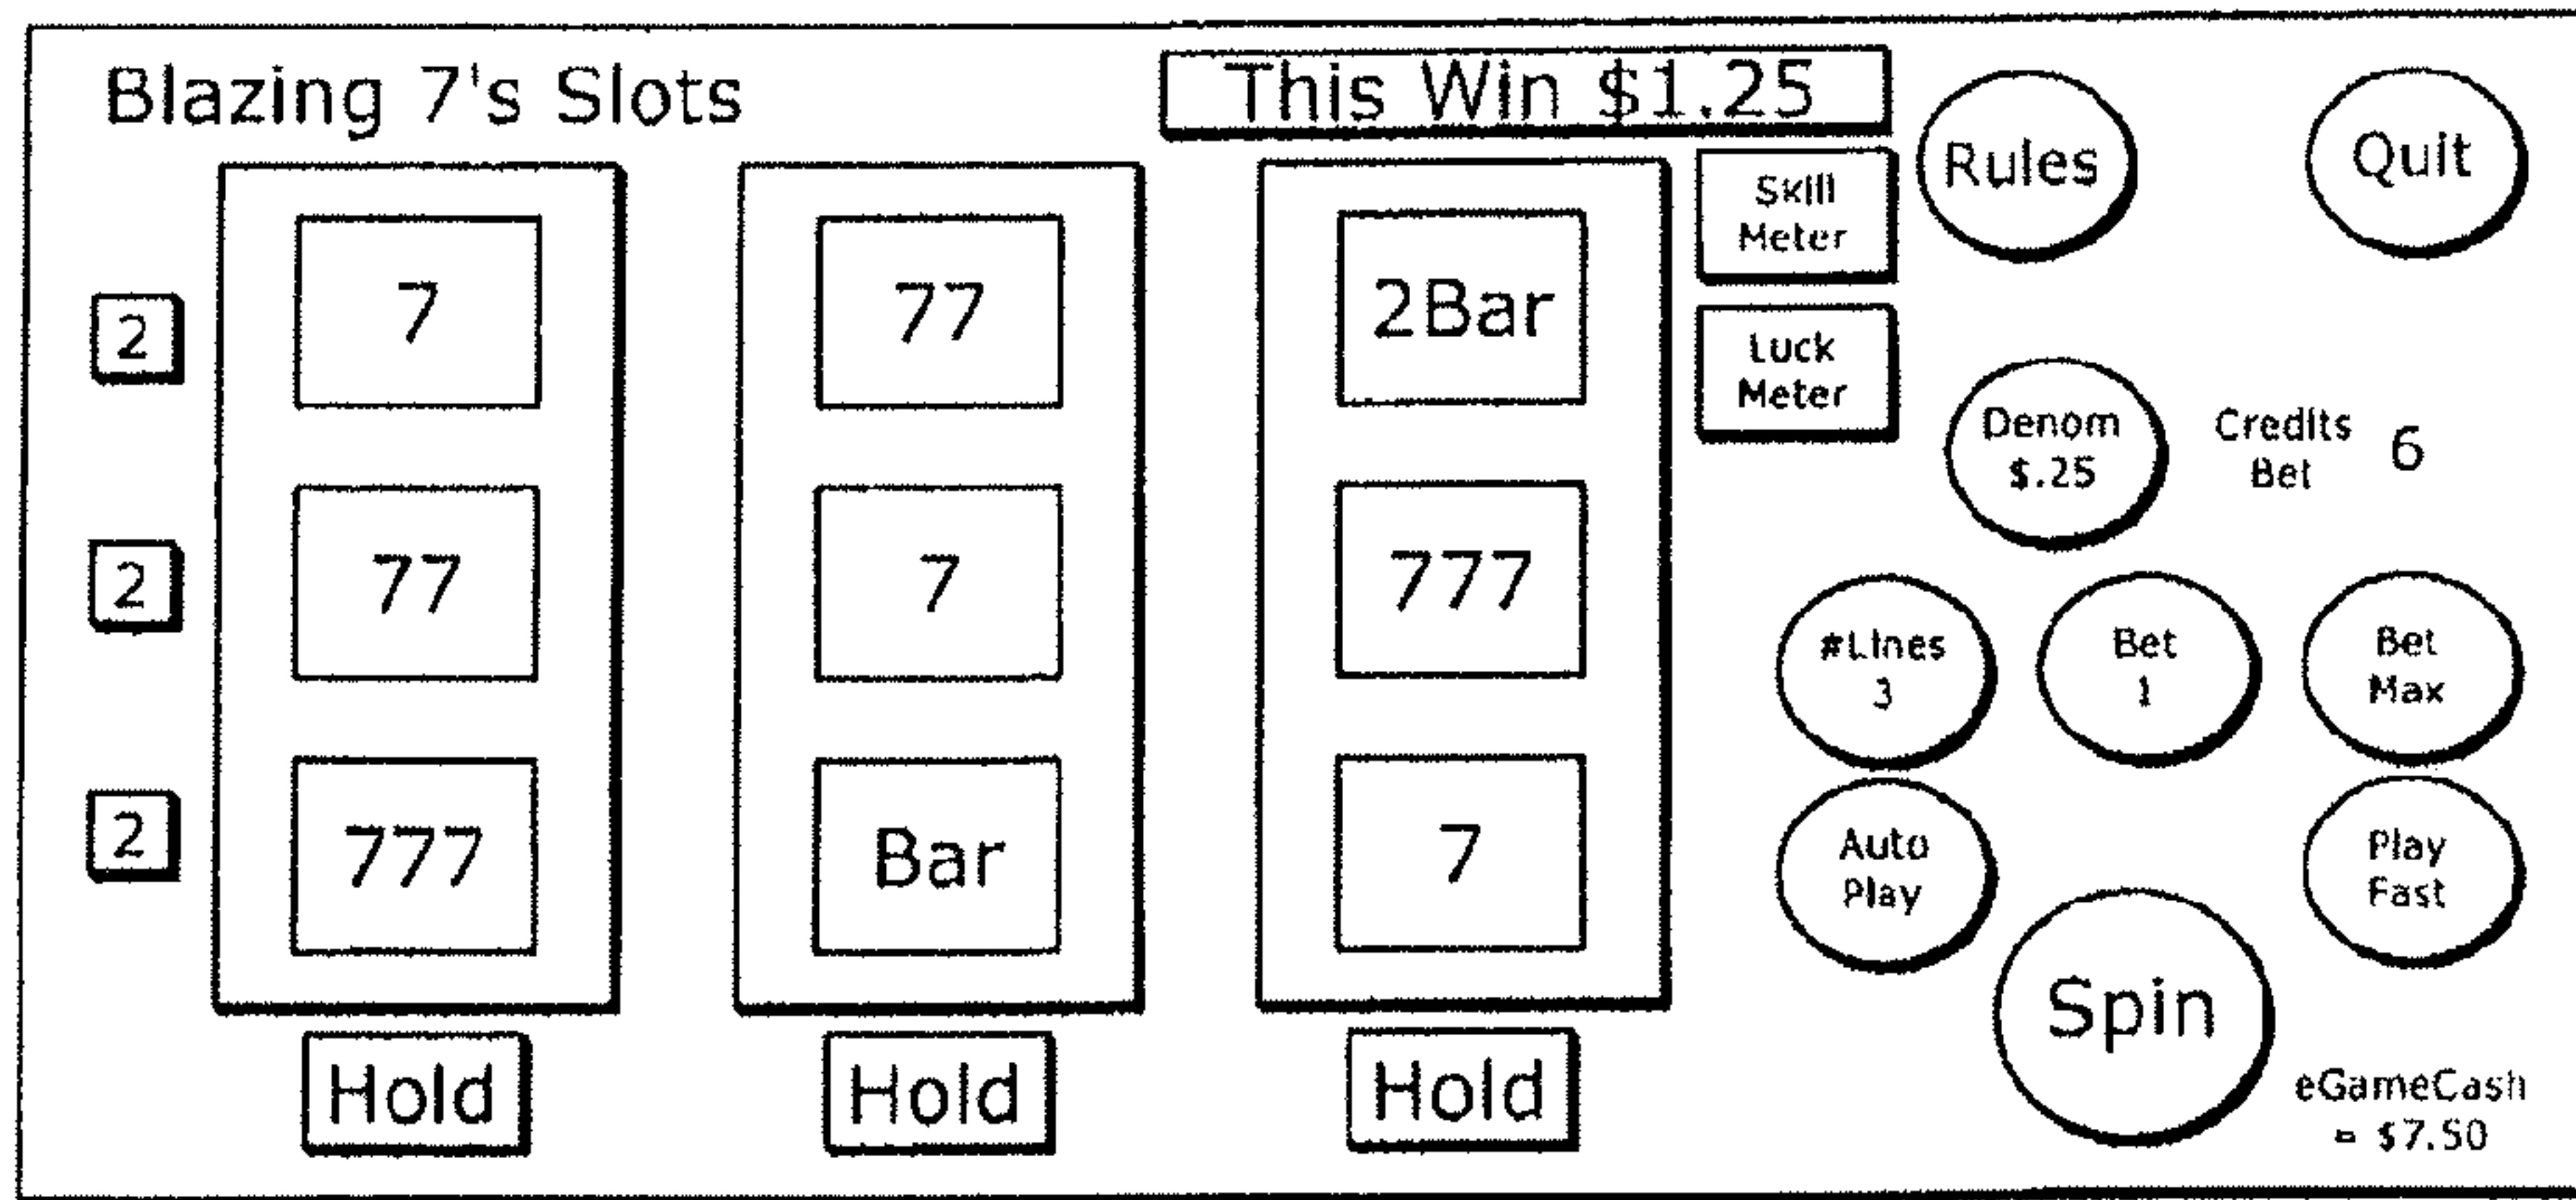 Blazing 7's Slots
This Win $1.25
Rules
Quit
Skill
Meter
Luck
Meter
Denom
$.25
Credits
Bet
6
2
7
77
2Bar
2
77
7
777
2
777
Bar
7
#Lines
3
Bet
1
Bet
Max
Auto
Play
Play
Fast
Spin
Hold
Hold
Hold
eGameCash
= $7.50